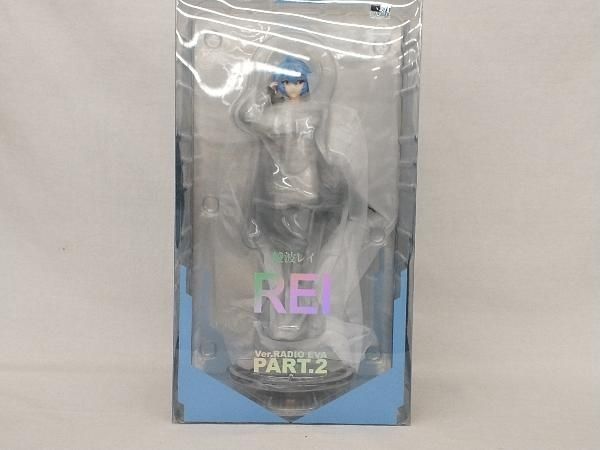 綾波レイ
REI
Ver.RADIO EVA
PART.2